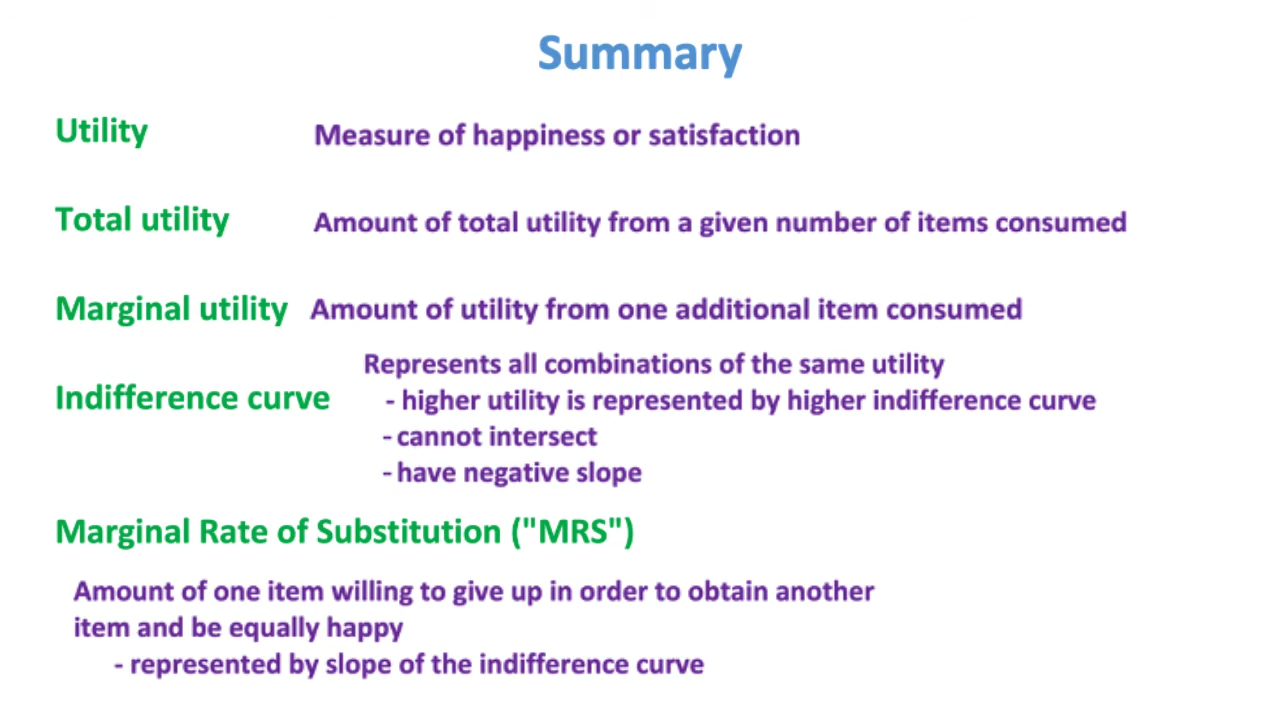 Summary
Utility Measure of happiness or satisfaction
Total utility Amount of total utility from a given number of items consumed
Marginal utility Amount of utility from one additional item consumed
Represents all combinations of the same utility
Indifference curve - higher utility is represented by higher indifference curve
- cannot intersect
- have negative slope
Marginal Rate of Substitution ("MRS")
Amount of one item willing to give up in order to obtain another
item and be equally happy
- represented by slope of the indifference curve